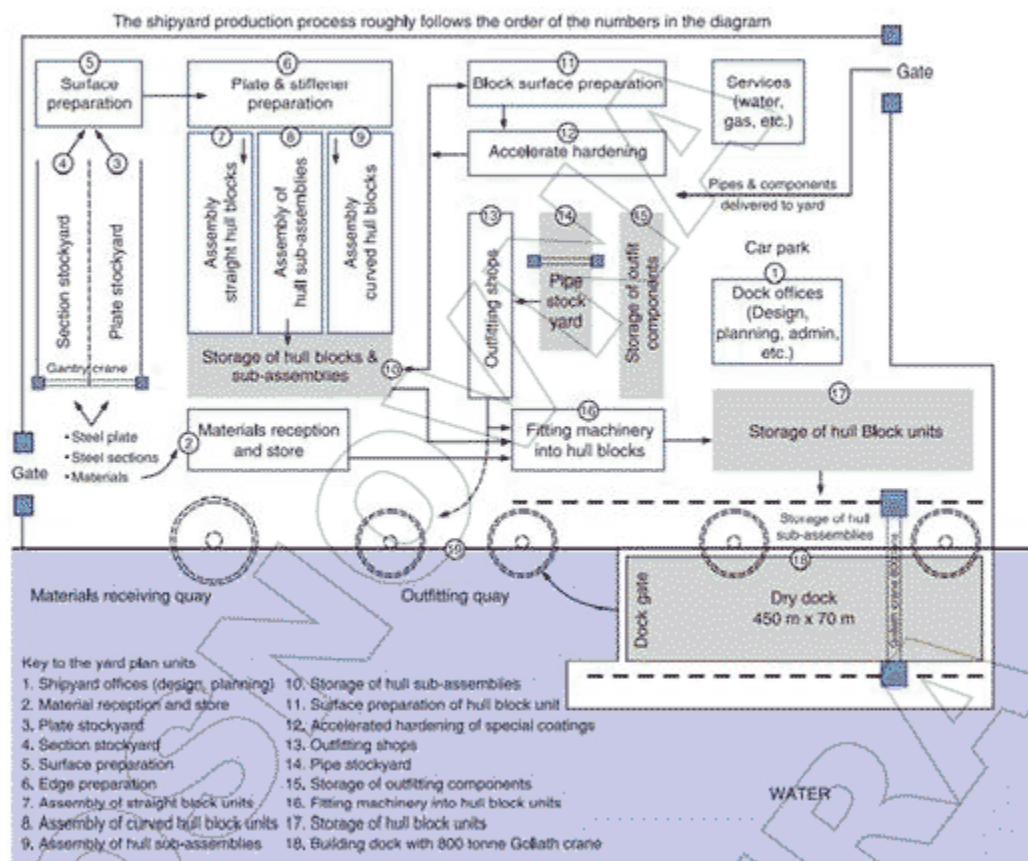 The shipyard production process roughly follows the order of the numbers in the diagram
5
Surface
preparation
6
Plate & stiffener
preparation
11
Block surface preparation
Services
(water,
gas, etc.)
Gate
4
3
7
8
9
12
Accelerate hardening
Section stockyard
Plate stockyard
Assembly
straight hull blocks
Assembly of
hull sub-assemblies
Assembly
curved hull blocks
Pipes & components
delivered to yard
13
Outfitting shops
14
Pipe
stock
yard
15
Storage of outfit
components
Car park
1
Dock offices
(Design,
planning, admin,
etc.)
Gantry crane
Storage of hull blocks &
sub-assemblies
10
• Steel plate
• Steel sections
• Materials
Gate
2
Materials reception
and store
16
Fitting machinery
into hull blocks
17
Storage of hull Block units
Storage of hull
sub-assemblies
18
Materials receiving quay
Outfitting quay
Dock gate
Dry dock
450 m x 70 m
Goliath crane
Key to the yard plan units
1. Shipyard offices (design, planning)
2. Material reception and store
3. Plate stockyard
4. Section stockyard
5. Surface preparation
6. Edge preparation
7. Assembly of straight block units
8. Assembly of curved hull block units
9. Assembly of hull sub-assemblies
10. Storage of hull sub-assemblies
11. Surface preparation of hull block unit
12. Accelerated hardening of special coatings
13. Outfitting shops
14. Pipe stockyard
15. Storage of outfitting components
16. Fitting machinery into hull block units
17. Storage of hull block units
18. Building dock with 800 tonne Goliath crane
WATER